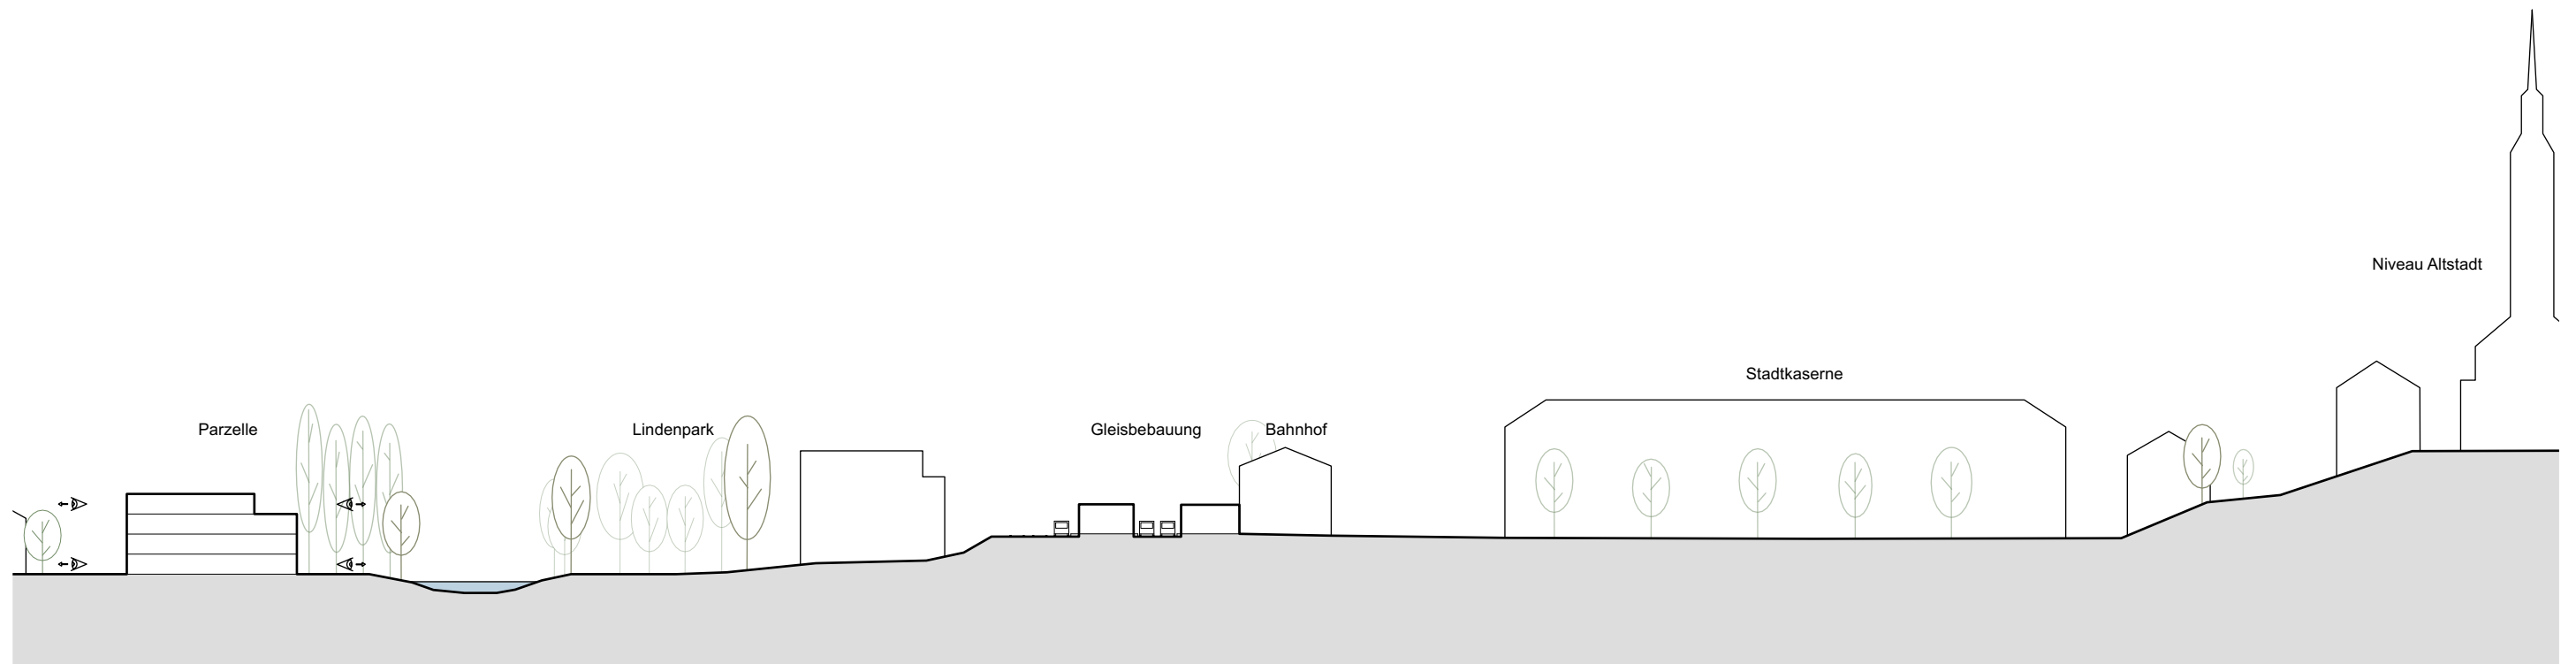 Parzelle
Lindenpark
Gleisbebauung
Bahnhof
Stadtkaserne
Niveau Altstadt